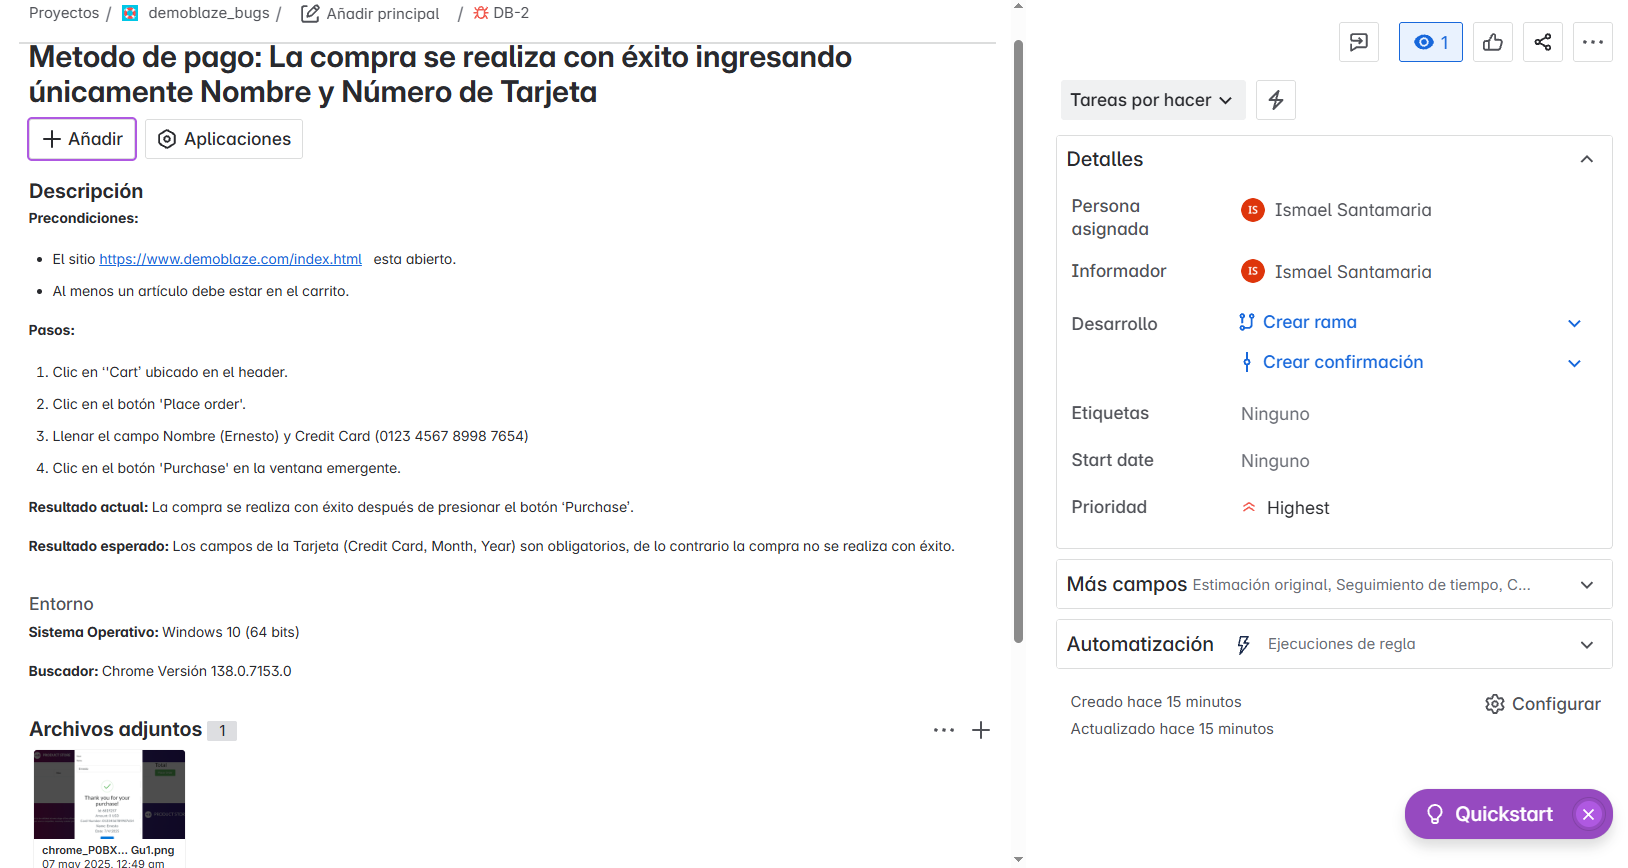 Proyectos / demoblaze_bugs / Añadir principal / DB-2
Metodo de pago: La compra se realiza con éxito ingresando
únicamente Nombre y Número de Tarjeta
Añadir Aplicaciones
Descripción
Precondiciones:
• El sitio https://www.demoblaze.com/index.html esta abierto.
• Al menos un artículo debe estar en el carrito.
Pasos:
1. Clic en ‘'Cart’ ubicado en el header.
2. Clic en el botón 'Place order'.
3. Llenar el campo Nombre (Ernesto) y Credit Card (0123 4567 8998 7654)
4. Clic en el botón 'Purchase' en la ventana emergente.
Resultado actual: La compra se realiza con éxito después de presionar el botón ‘Purchase’.
Resultado esperado: Los campos de la Tarjeta (Credit Card, Month, Year) son obligatorios, de lo contrario la compra no se realiza con éxito.
Entorno
Sistema Operativo: Windows 10 (64 bits)
Buscador: Chrome Versión 138.0.7153.0
Archivos adjuntos 1
Thank you for your
purchase!
chrome_P0BX... Gu1.png
07 may 2025, 12:49 am
1
Tareas por hacer
Detalles
Persona
asignada
IS Ismael Santamaria
Informador IS Ismael Santamaria
Desarrollo Crear rama
Crear confirmación
Etiquetas Ninguno
Start date Ninguno
Prioridad Highest
Más campos Estimación original, Seguimiento de tiempo, C...
Automatización Ejecuciones de regla
Creado hace 15 minutos
Configurar
Actualizado hace 15 minutos
Quickstart